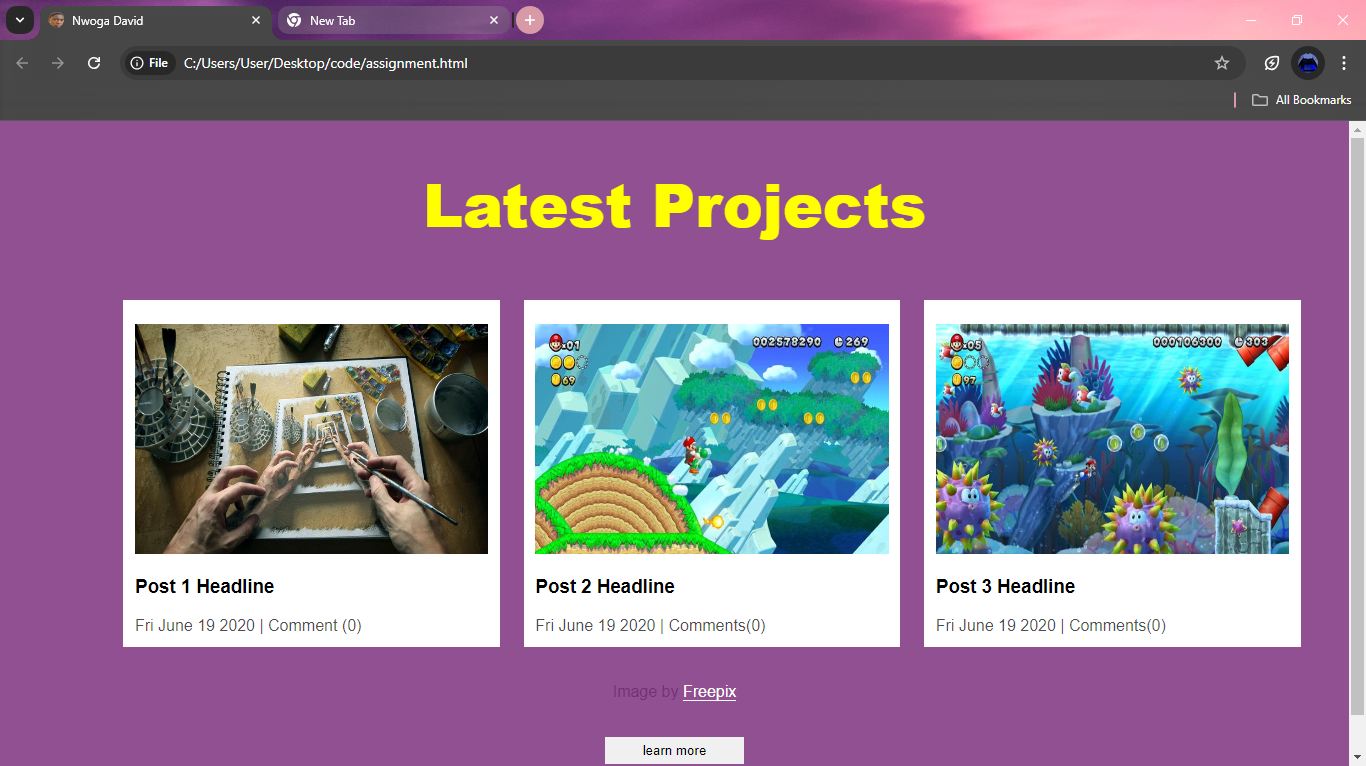 Nwoga David
New Tab
File
C:/Users/User/Desktop/code/assignment.html
All Bookmarks
Latest Projects
x01
002578290
269
69
x05
000106300
303
97
Post 1 Headline
Post 2 Headline
Post 3 Headline
Fri June 19 2020 | Comment (0)
Fri June 19 2020 | Comments(0)
Fri June 19 2020 | Comments(0)
Image by Freepix
learn more